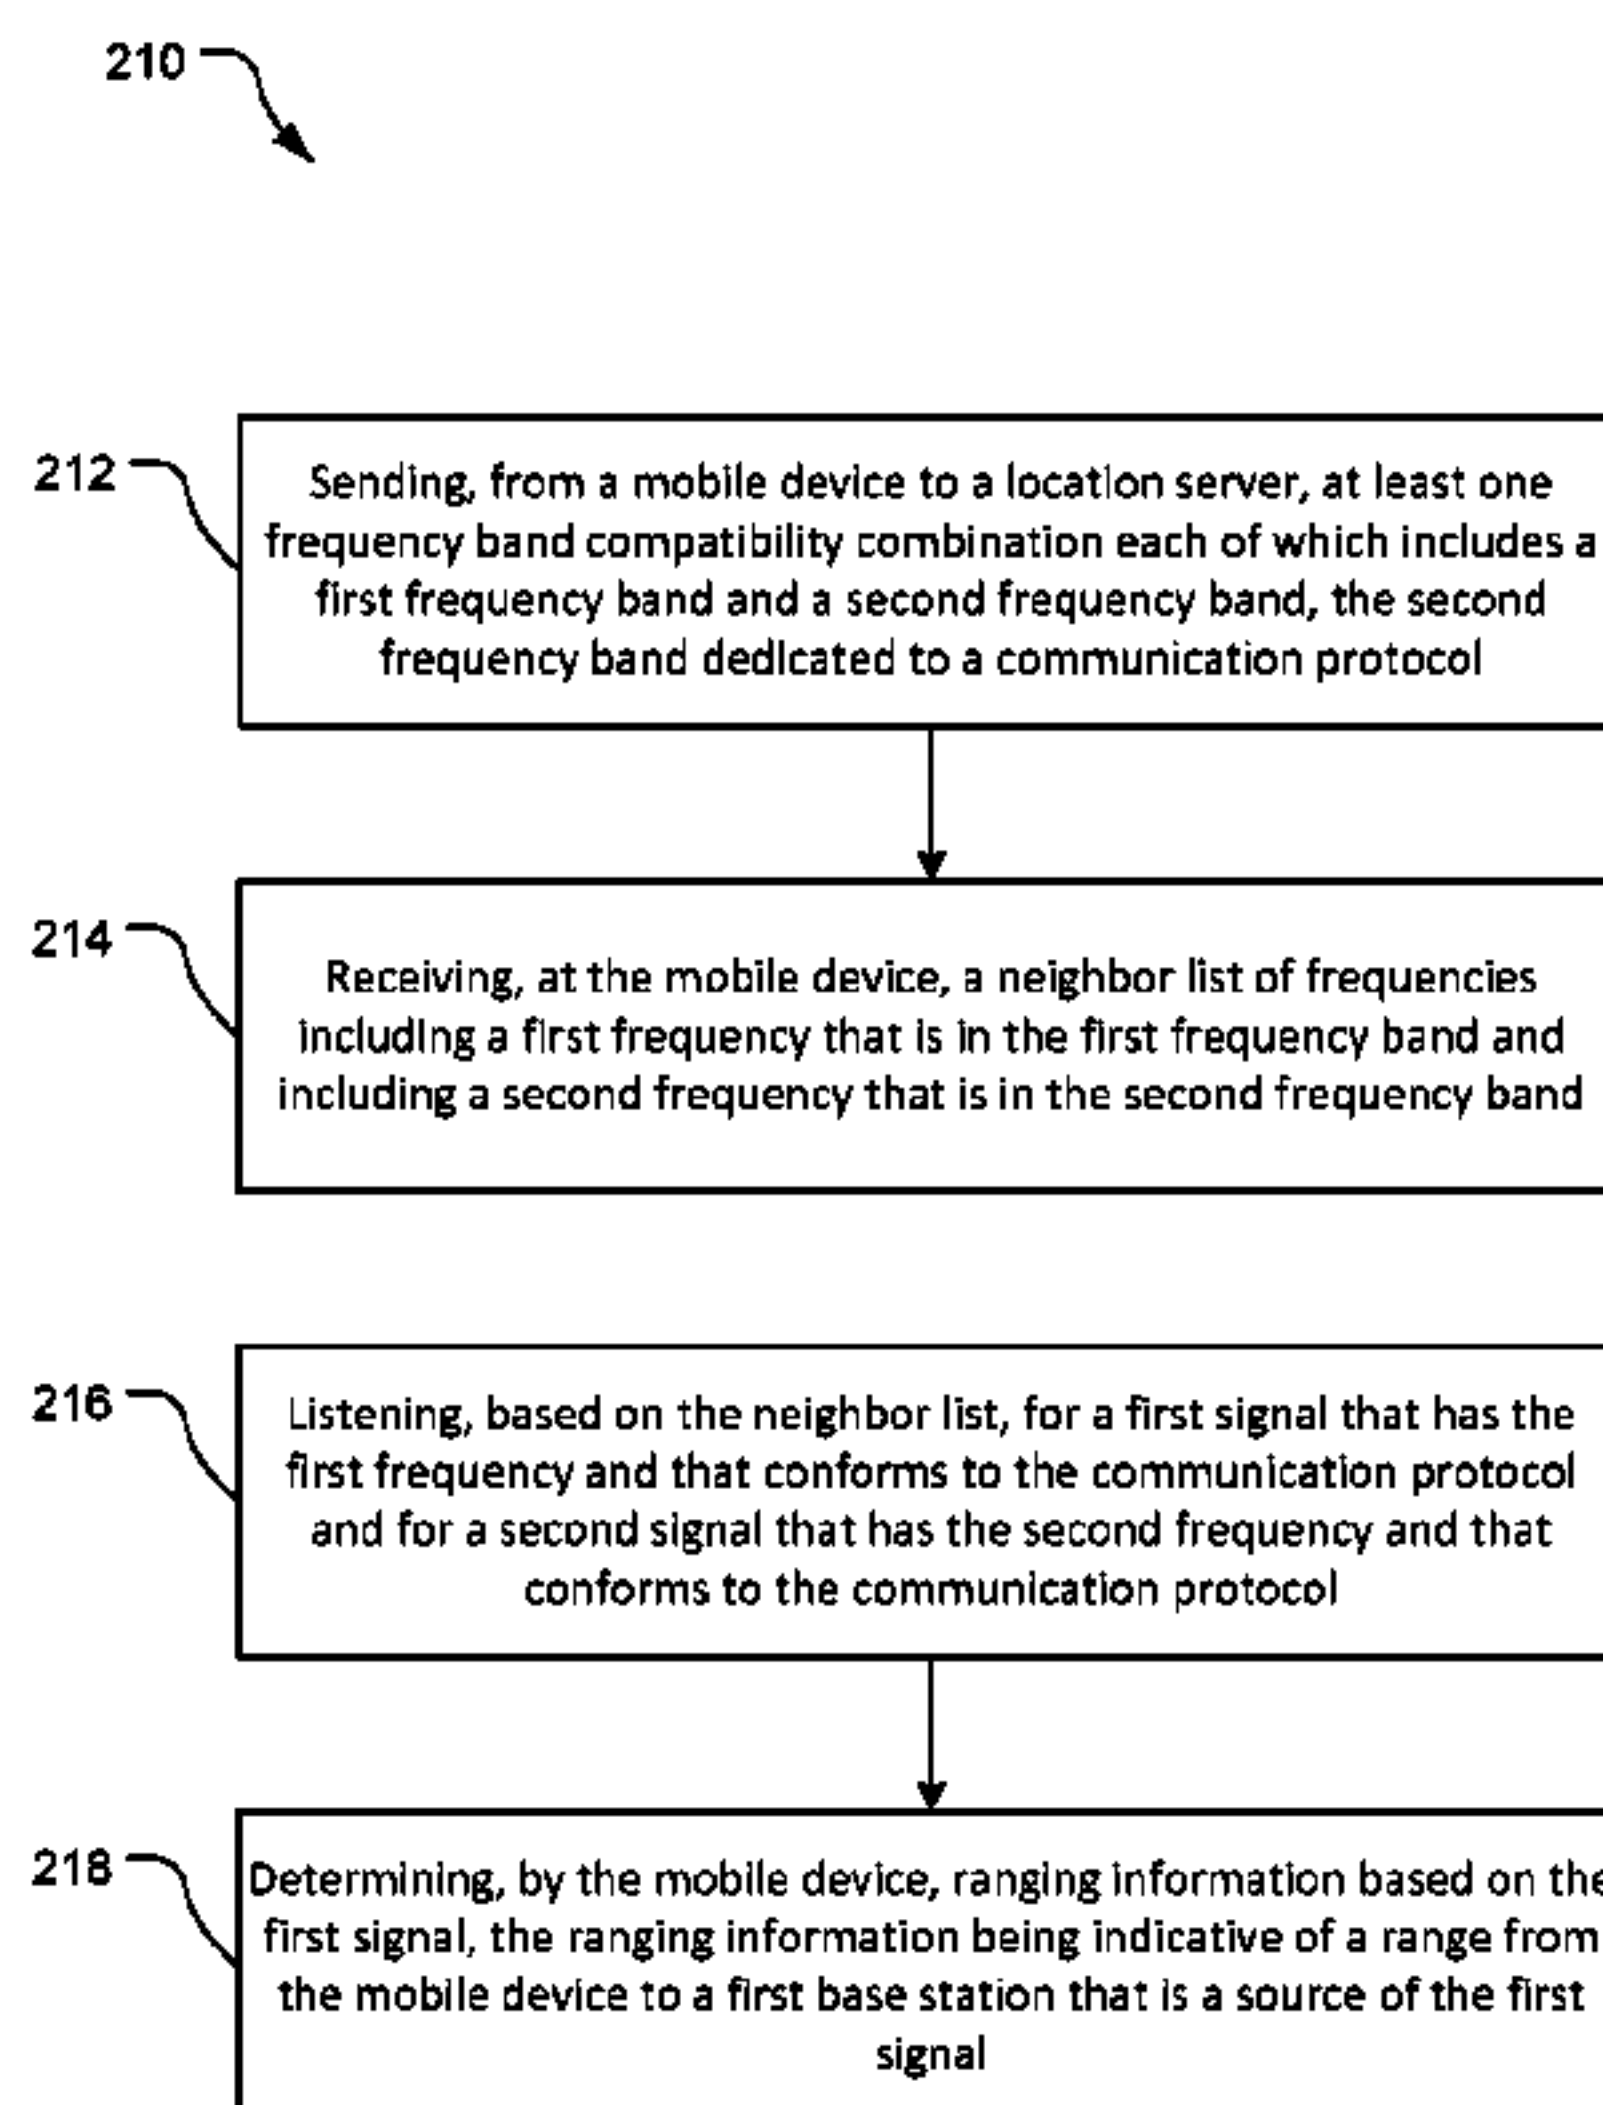 210
212
Sending, from a mobile device to a location server, at least one
frequency band compatibility combination each of which includes a
first frequency band and a second frequency band, the second
frequency band dedicated to a communication protocol
214
Receiving, at the mobile device, a neighbor list of frequencies
including a first frequency that is in the first frequency band and
including a second frequency that is in the second frequency band
216
Listening, based on the neighbor list, for a first signal that has the
first frequency and that conforms to the communication protocol
and for a second signal that has the second frequency and that
conforms to the communication protocol
218
Determining, by the mobile device, ranging information based on the
first signal, the ranging information being indicative of a range from
the mobile device to a first base station that is a source of the first
signal